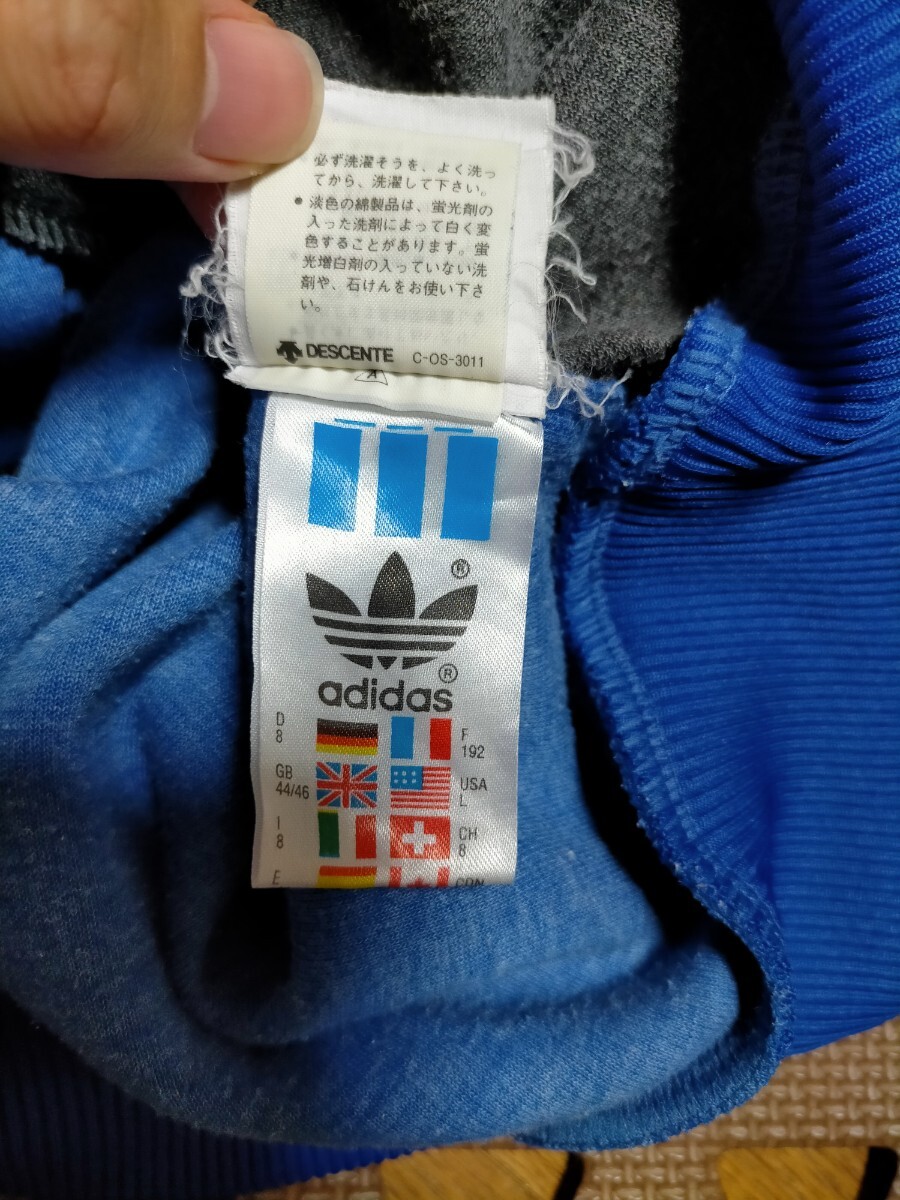 必ず洗濯そうを、よく洗っ
てから、洗濯して下さい。
● 淡色の綿製品は、蛍光剤の
入った洗剤によって白く変
色することがあります。蛍
光増白剤の入っていない洗
剤や、石けんをお使い下さ
い。
DESCENTE C-OS-3011
®
®
adidas
D
8
F
192
GB
44/46
USA
L
I
8
CH
8
E
CDN